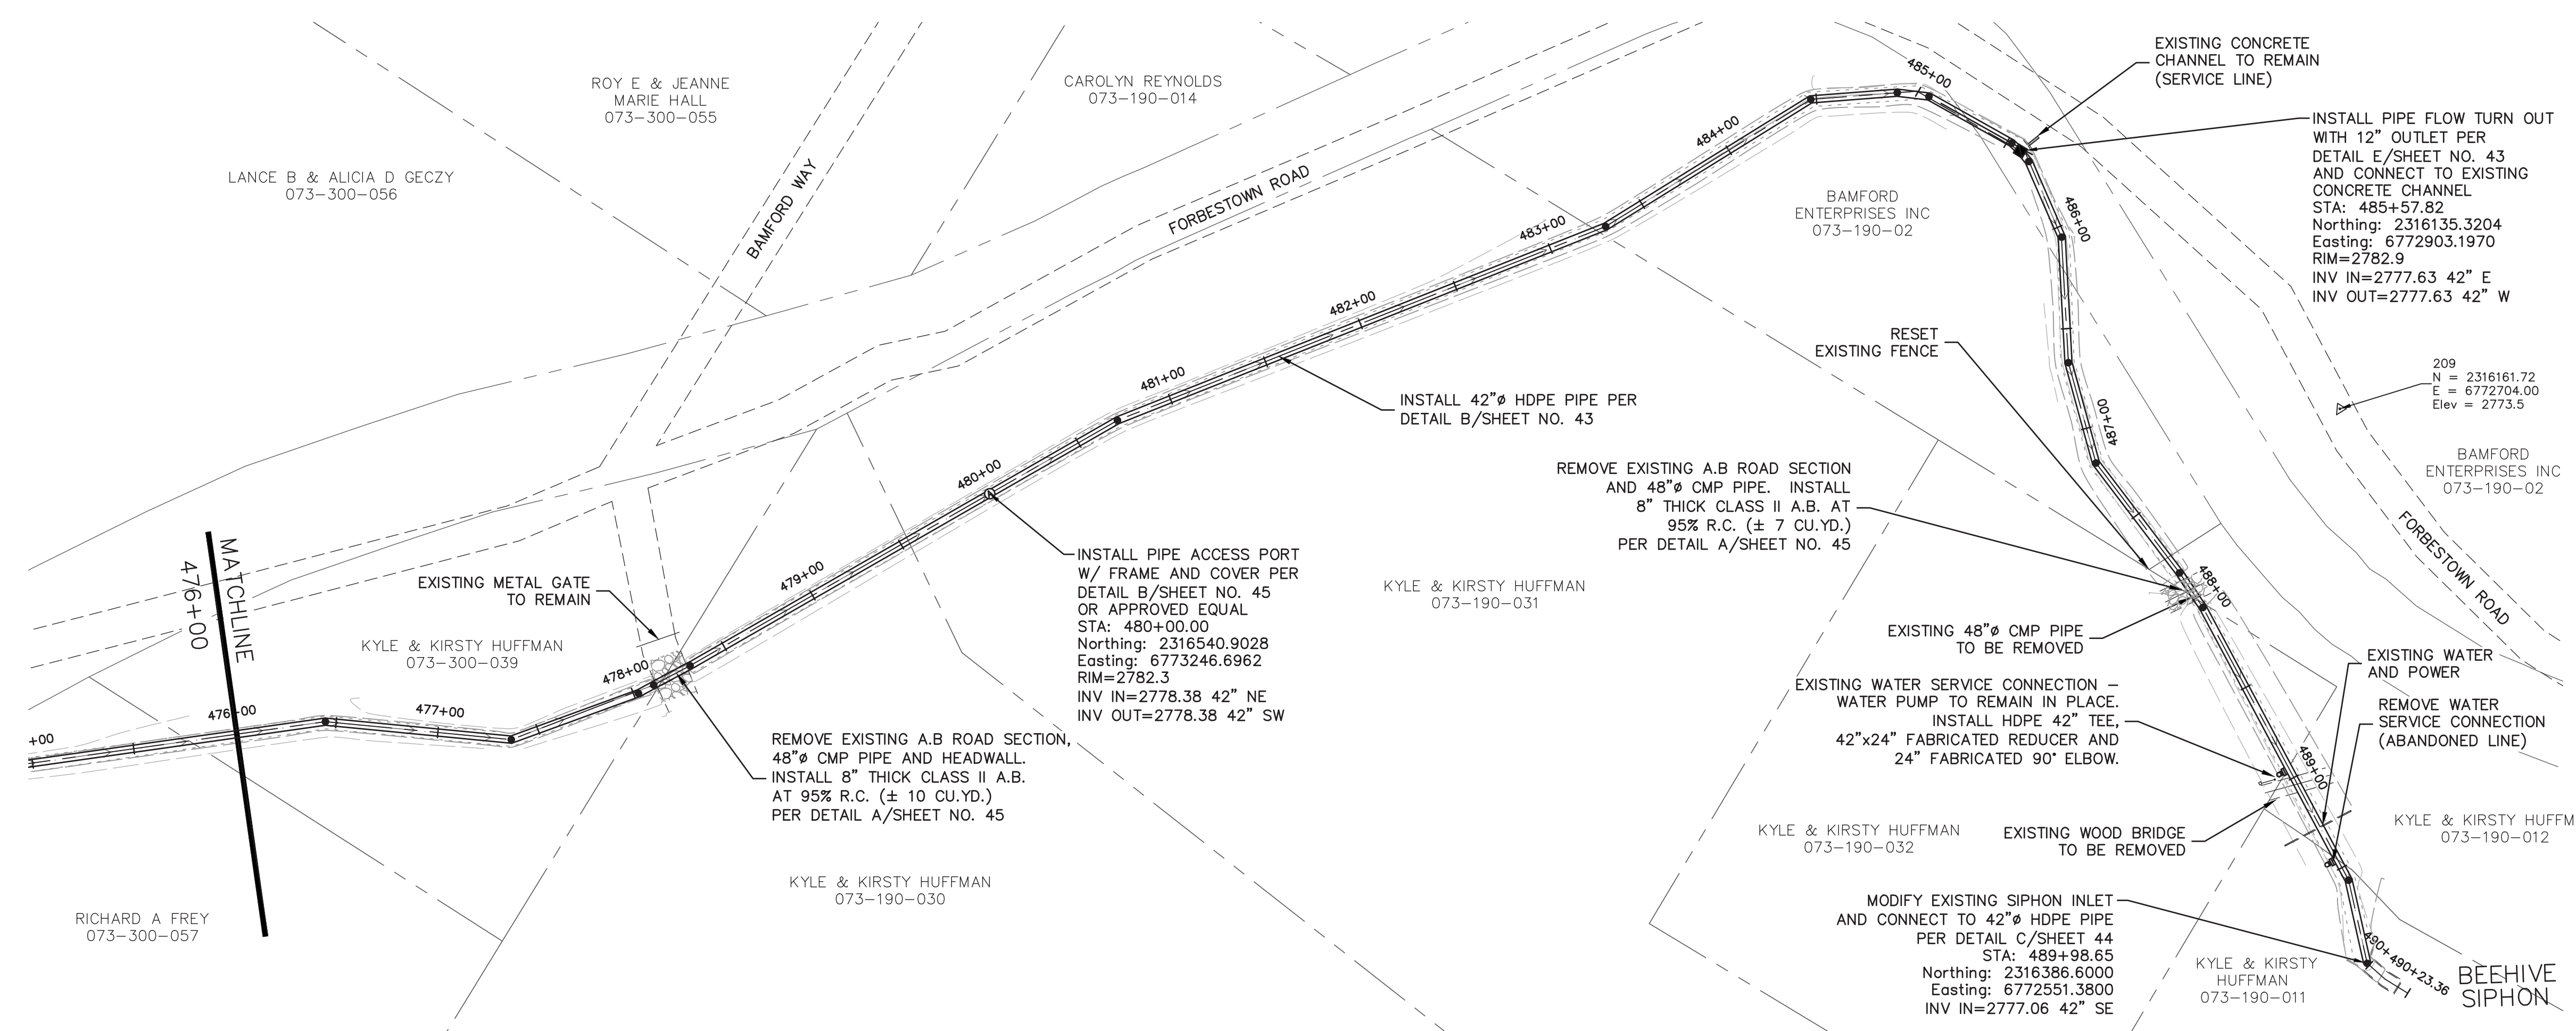 ROY E & JEANNE
MARIE HALL
073-300-055
CAROLYN REYNOLDS
073-190-014
LANCE B & ALICIA D GECZY
073-300-056
BAMFORD WAY
FORBESTOWN ROAD
485+00
484+00
483+00
482+00
481+00
480+00
479+00
478+00
477+00
476+00
+00
486+00
487+00
488+00
489+00
490+490+23.36
EXISTING CONCRETE
CHANNEL TO REMAIN
(SERVICE LINE)
INSTALL PIPE FLOW TURN OUT
WITH 12" OUTLET PER
DETAIL E/SHEET NO. 43
AND CONNECT TO EXISTING
CONCRETE CHANNEL
STA: 485+57.82
Northing: 2316135.3204
Easting: 6772903.1970
RIM=2782.9
INV IN=2777.63 42" E
INV OUT=2777.63 42" W
BAMFORD
ENTERPRISES INC
073-190-02
RESET
EXISTING FENCE
209
N = 2316161.72
E = 6772704.00
Elev = 2773.5
BAMFORD
ENTERPRISES INC
073-190-02
FORBESTOWN ROAD
INSTALL 42"ø HDPE PIPE PER
DETAIL B/SHEET NO. 43
REMOVE EXISTING A.B ROAD SECTION
AND 48"ø CMP PIPE. INSTALL
8" THICK CLASS II A.B. AT
95% R.C. (± 7 CU.YD.)
PER DETAIL A/SHEET NO. 45
MATCHLINE
476+00
EXISTING METAL GATE
TO REMAIN
KYLE & KIRSTY HUFFMAN
073-300-039
INSTALL PIPE ACCESS PORT
W/ FRAME AND COVER PER
DETAIL B/SHEET NO. 45
OR APPROVED EQUAL
STA: 480+00.00
Northing: 2316540.9028
Easting: 6773246.6962
RIM=2782.3
INV IN=2778.38 42" NE
INV OUT=2778.38 42" SW
KYLE & KIRSTY HUFFMAN
073-190-031
EXISTING 48"ø CMP PIPE
TO BE REMOVED
EXISTING WATER
AND POWER
EXISTING WATER SERVICE CONNECTION –
WATER PUMP TO REMAIN IN PLACE.
INSTALL HDPE 42" TEE,
42"x24" FABRICATED REDUCER AND
24" FABRICATED 90° ELBOW.
REMOVE WATER
SERVICE CONNECTION
(ABANDONED LINE)
REMOVE EXISTING A.B ROAD SECTION,
48"ø CMP PIPE AND HEADWALL.
INSTALL 8" THICK CLASS II A.B.
AT 95% R.C. (± 10 CU.YD.)
PER DETAIL A/SHEET NO. 45
KYLE & KIRSTY HUFFMAN
073-190-032
EXISTING WOOD BRIDGE
TO BE REMOVED
KYLE & KIRSTY HUFFM
073-190-012
KYLE & KIRSTY HUFFMAN
073-190-030
RICHARD A FREY
073-300-057
MODIFY EXISTING SIPHON INLET
AND CONNECT TO 42"ø HDPE PIPE
PER DETAIL C/SHEET 44
STA: 489+98.65
Northing: 2316386.6000
Easting: 6772551.3800
INV IN=2777.06 42" SE
KYLE & KIRSTY
HUFFMAN
073-190-011
BEEHIVE
SIPHON